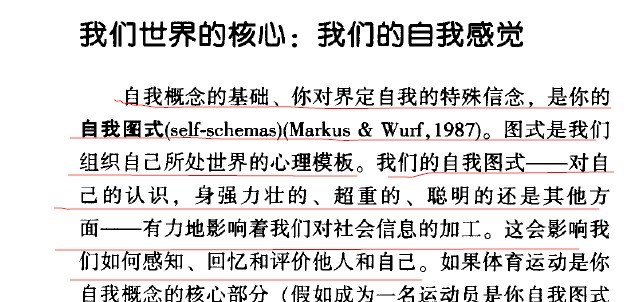 我们世界的核心：我们的自我感觉
自我概念的基础、你对界定自我的特殊信念，是你的
自我图式(self-schemas)(Markus & Wurf,1987)。图式是我们
组织自己所处世界的心理模板。我们的自我图式——对自
己的认识，身强力壮的、超重的、聪明的还是其他方
面——有力地影响着我们对社会信息的加工。这会影响我
们如何感知、回忆和评价他人和自己。如果体育运动是你
自我概念的核心部分（假如成为一名运动员是你自我图式